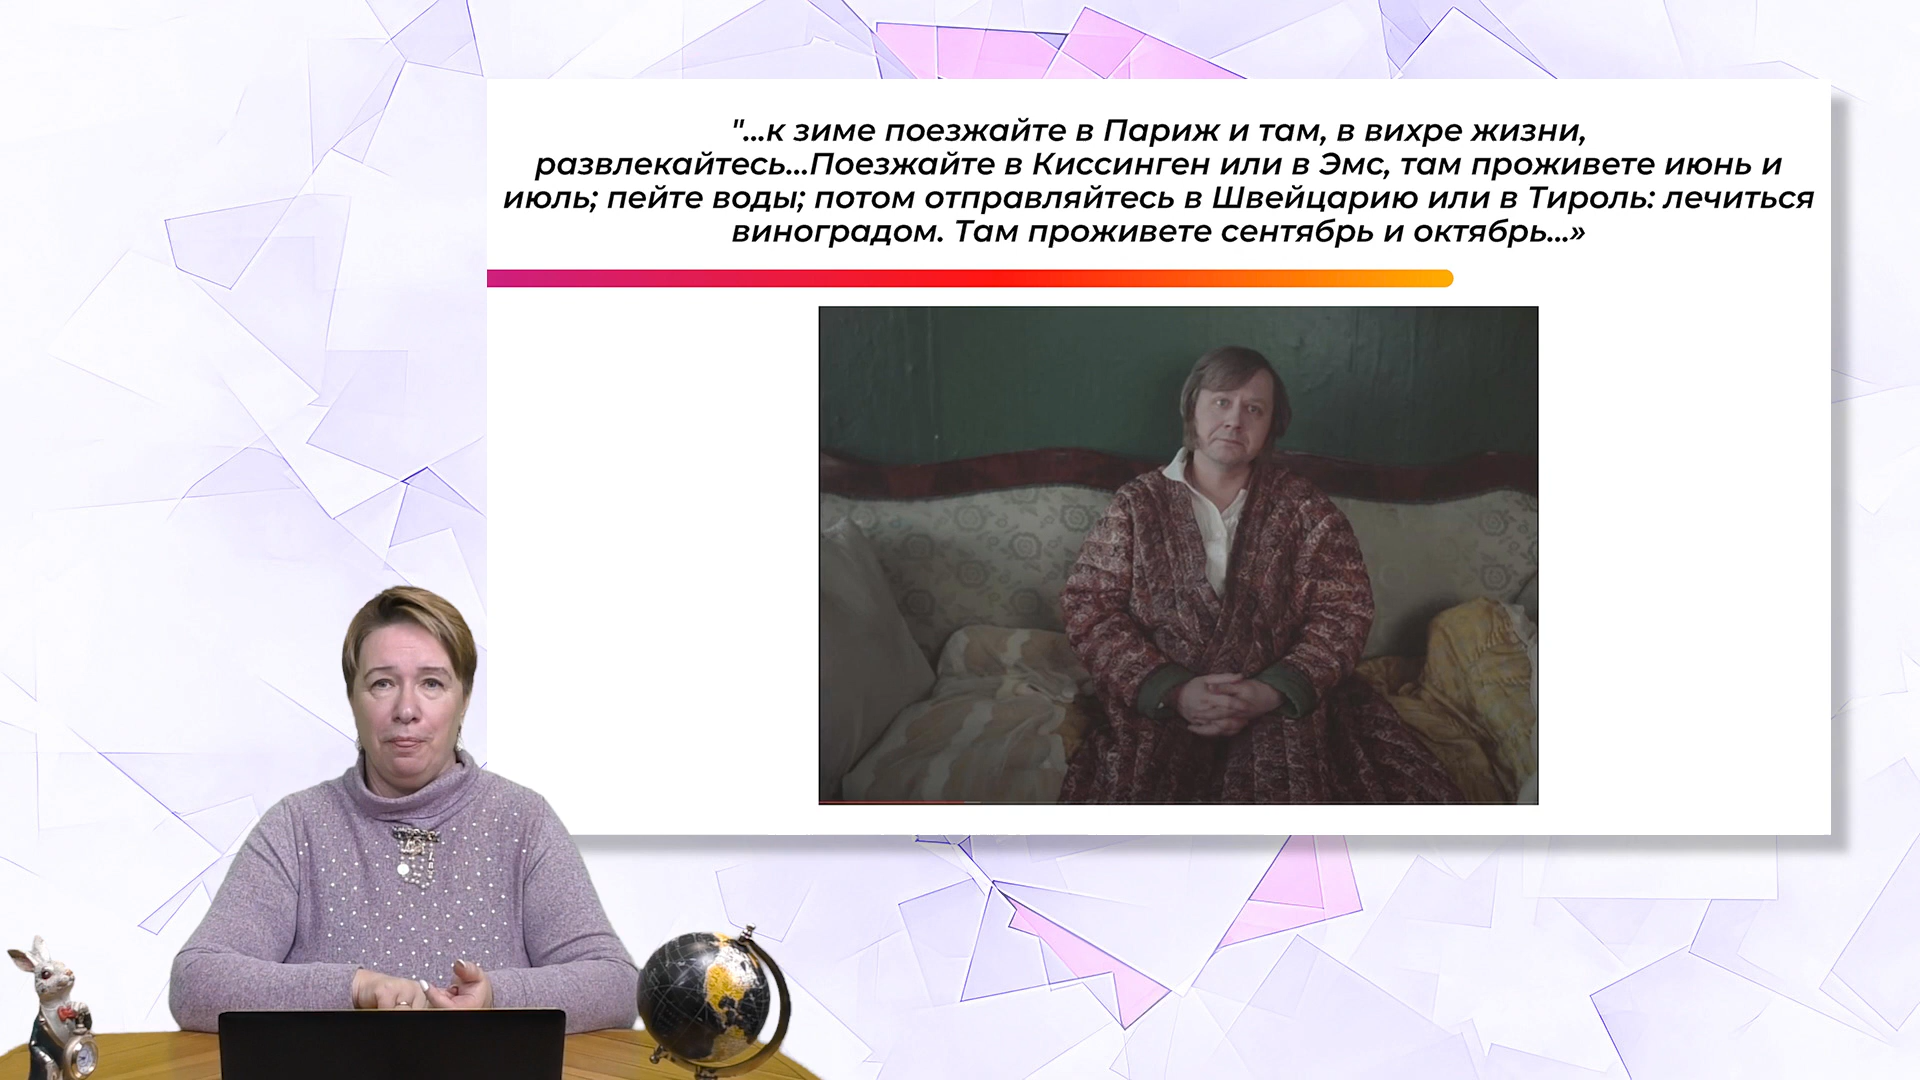 "...к зиме поезжайте в Париж и там, в вихре жизни,
развлекайтесь...Поезжайте в Киссинген или в Эмс, там проживете июнь и
июль; пейте воды; потом отправляйтесь в Швейцарию или в Тироль: лечиться
виноградом. Там проживете сентябрь и октябрь...»